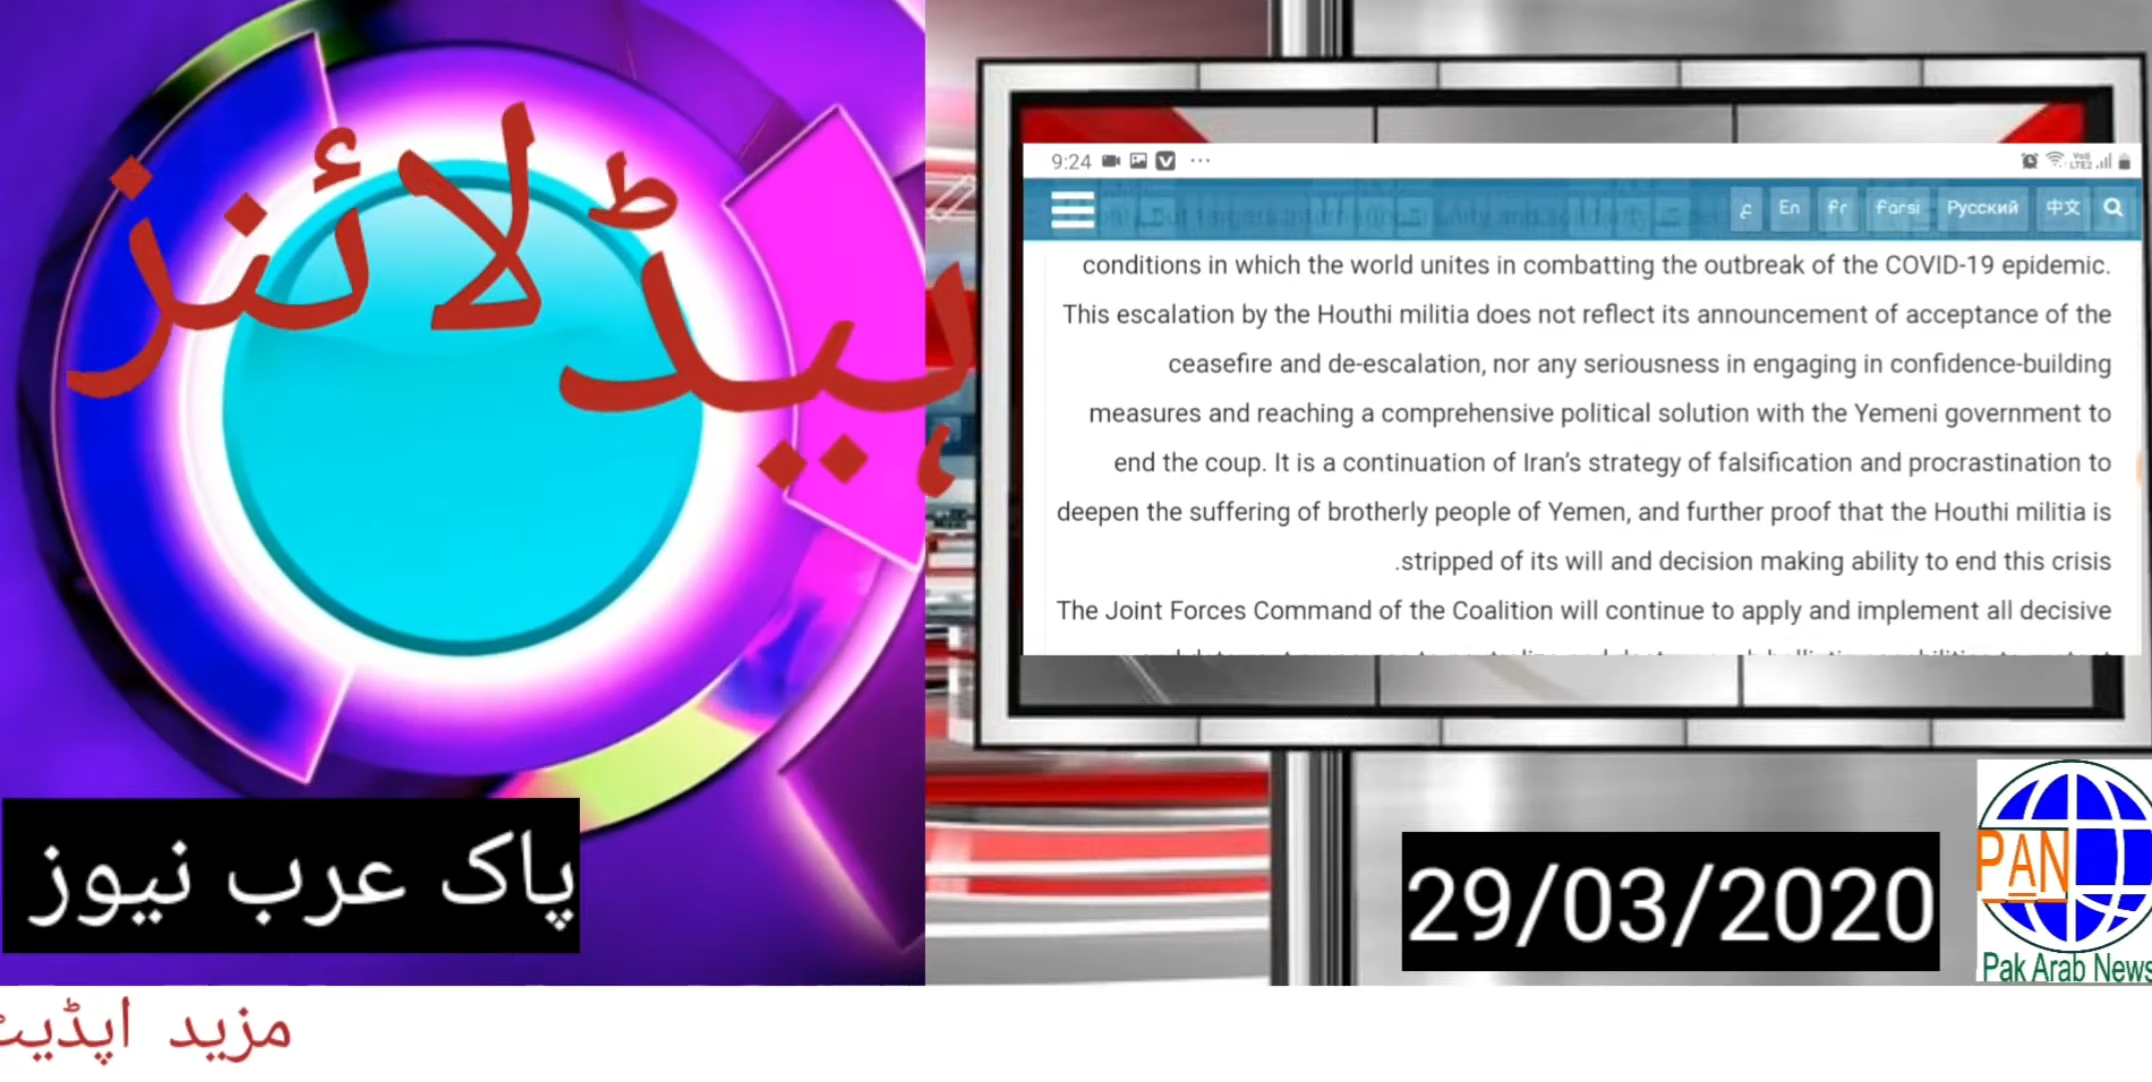 ہیڈلائنز
9:24
ع En Fr Farsi Русский 中文
conditions in which the world unites in combatting the outbreak of the COVID-19 epidemic.
This escalation by the Houthi militia does not reflect its announcement of acceptance of the
ceasefire and de-escalation, nor any seriousness in engaging in confidence-building
measures and reaching a comprehensive political solution with the Yemeni government to
end the coup. It is a continuation of Iran's strategy of falsification and procrastination to
deepen the suffering of brotherly people of Yemen, and further proof that the Houthi militia is
.stripped of its will and decision making ability to end this crisis
The Joint Forces Command of the Coalition will continue to apply and implement all decisive
پاک عرب نیوز
29/03/2020
PAN
Pak Arab News
مزید اپڈیٹ